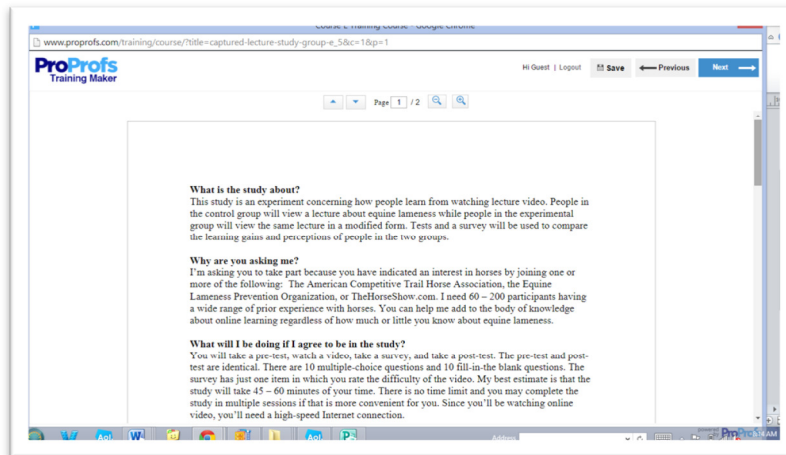 Course E Training Course - Google Chrome
www.proprofs.com/training/course/?title=captured-lecture-study-group-e_5&c=1&p=1
ProProfs
Training Maker
Hi Guest | Logout
Save
Previous
Next
Page 1 / 2
What is the study about?
This study is an experiment concerning how people learn from watching lecture video. People in
the control group will view a lecture about equine lameness while people in the experimental
group will view the same lecture in a modified form. Tests and a survey will be used to compare
the learning gains and perceptions of people in the two groups.
Why are you asking me?
I'm asking you to take part because you have indicated an interest in horses by joining one or
more of the following: The American Competitive Trail Horse Association, the Equine
Lameness Prevention Organization, or TheHorseShow.com. I need 60 – 200 participants having
a wide range of prior experience with horses. You can help me add to the body of knowledge
about online learning regardless of how much or little you know about equine lameness.
What will I be doing if I agree to be in the study?
You will take a pre-test, watch a video, take a survey, and take a post-test. The pre-test and post-
test are identical. There are 10 multiple-choice questions and 10 fill-in-the blank questions. The
survey has just one item in which you rate the difficulty of the video. My best estimate is that the
study will take 45 – 60 minutes of your time. There is no time limit and you may complete the
study in multiple sessions if that is more convenient for you. Since you'll be watching online
video, you'll need a high-speed Internet connection.
Aol.
Aol.
Address
powered
ProProfs
AM